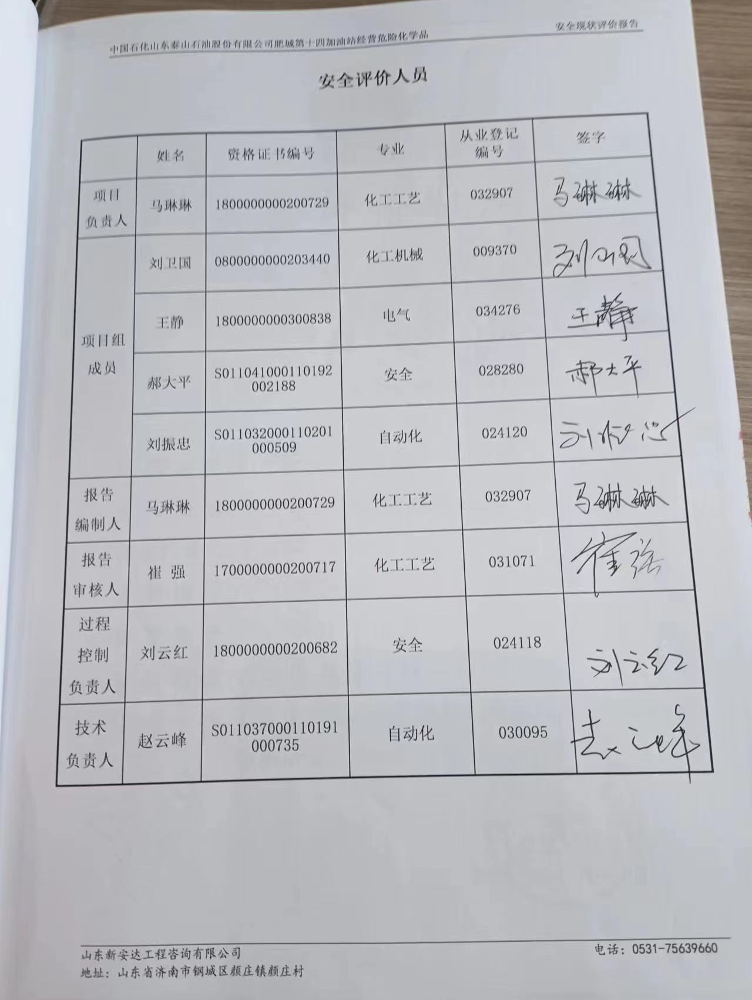 中国石化山东泰山石油股份有限公司肥城第十四加油站经营危险化学品 安全现状评价报告
安全评价人员
姓名 资格证书编号 专业 从业登记编号 签字
项目负责人 马琳琳 1800000000200729 化工工艺 032907 马琳琳
项目组成员 刘卫国 0800000000203440 化工机械 009370 刘卫国
王静 1800000000300838 电气 034276 王静
郝大平 S011041000110192002188 安全 028280 郝大平
刘振忠 S011032000110201000509 自动化 024120 刘振忠
报告编制人 马琳琳 1800000000200729 化工工艺 032907 马琳琳
报告审核人 崔 强 1700000000200717 化工工艺 031071 崔强
过程控制负责人 刘云红 1800000000200682 安全 024118 刘云红
技术负责人 赵云峰 S011037000110191000735 自动化 030095 赵云峰
山东新安达工程咨询有限公司 电话：0531-75639660
地址：山东省济南市钢城区颜庄镇颜庄村